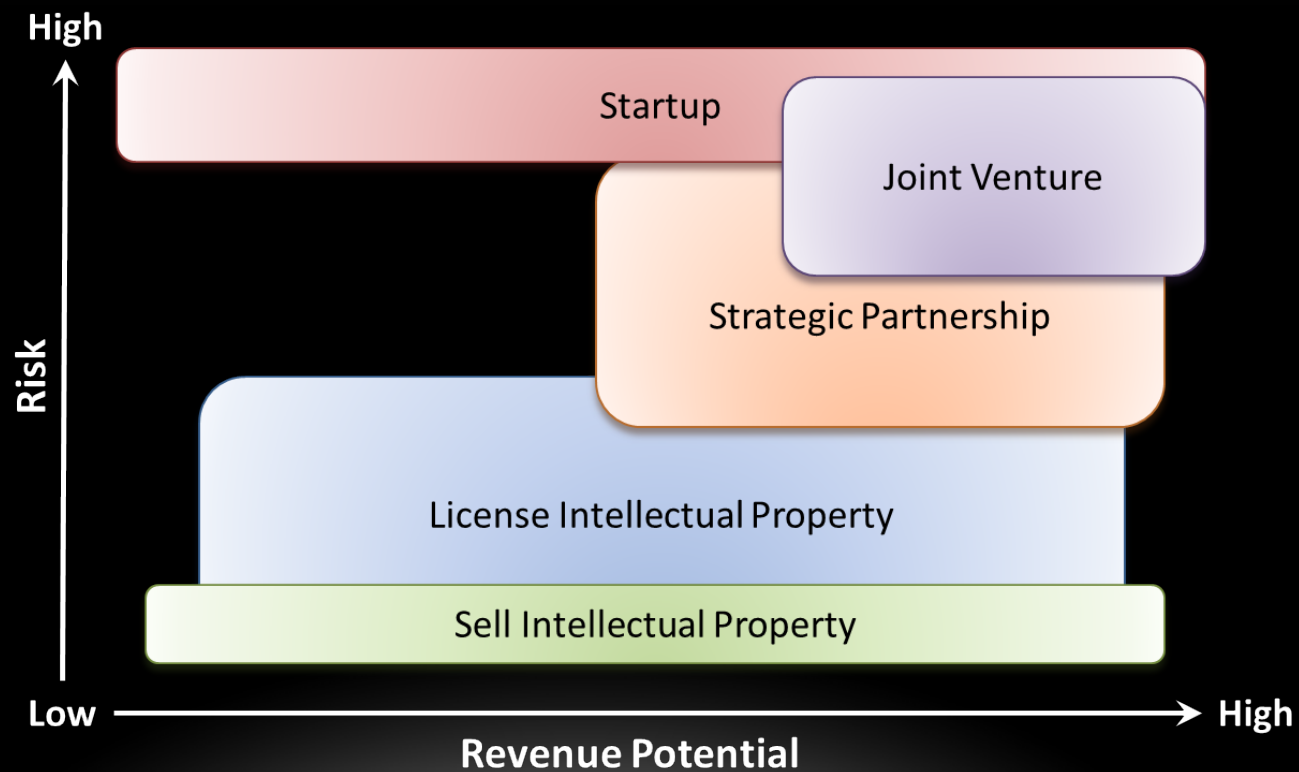 High
Startup
Joint Venture
Strategic Partnership
Risk
License Intellectual Property
Sell Intellectual Property
Low
High
Revenue Potential